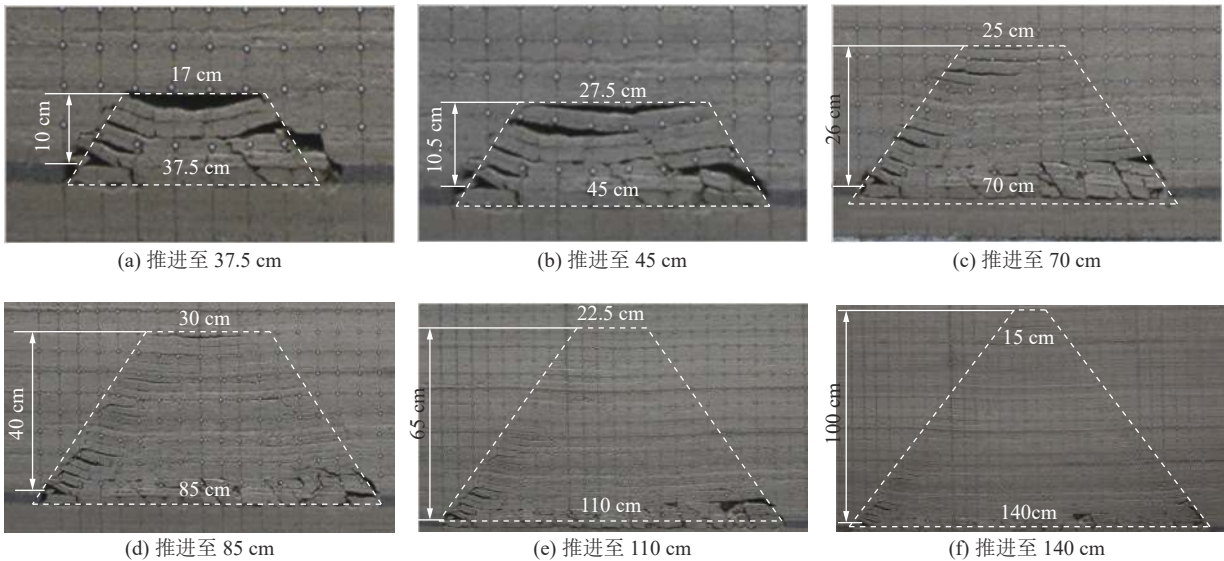 17 cm
10 cm
37.5 cm
(a) 推进至 37.5 cm
27.5 cm
10.5 cm
45 cm
(b) 推进至 45 cm
25 cm
26 cm
70 cm
(c) 推进至 70 cm
30 cm
40 cm
85 cm
(d) 推进至 85 cm
22.5 cm
65 cm
110 cm
(e) 推进至 110 cm
15 cm
100 cm
140cm
(f) 推进至 140 cm